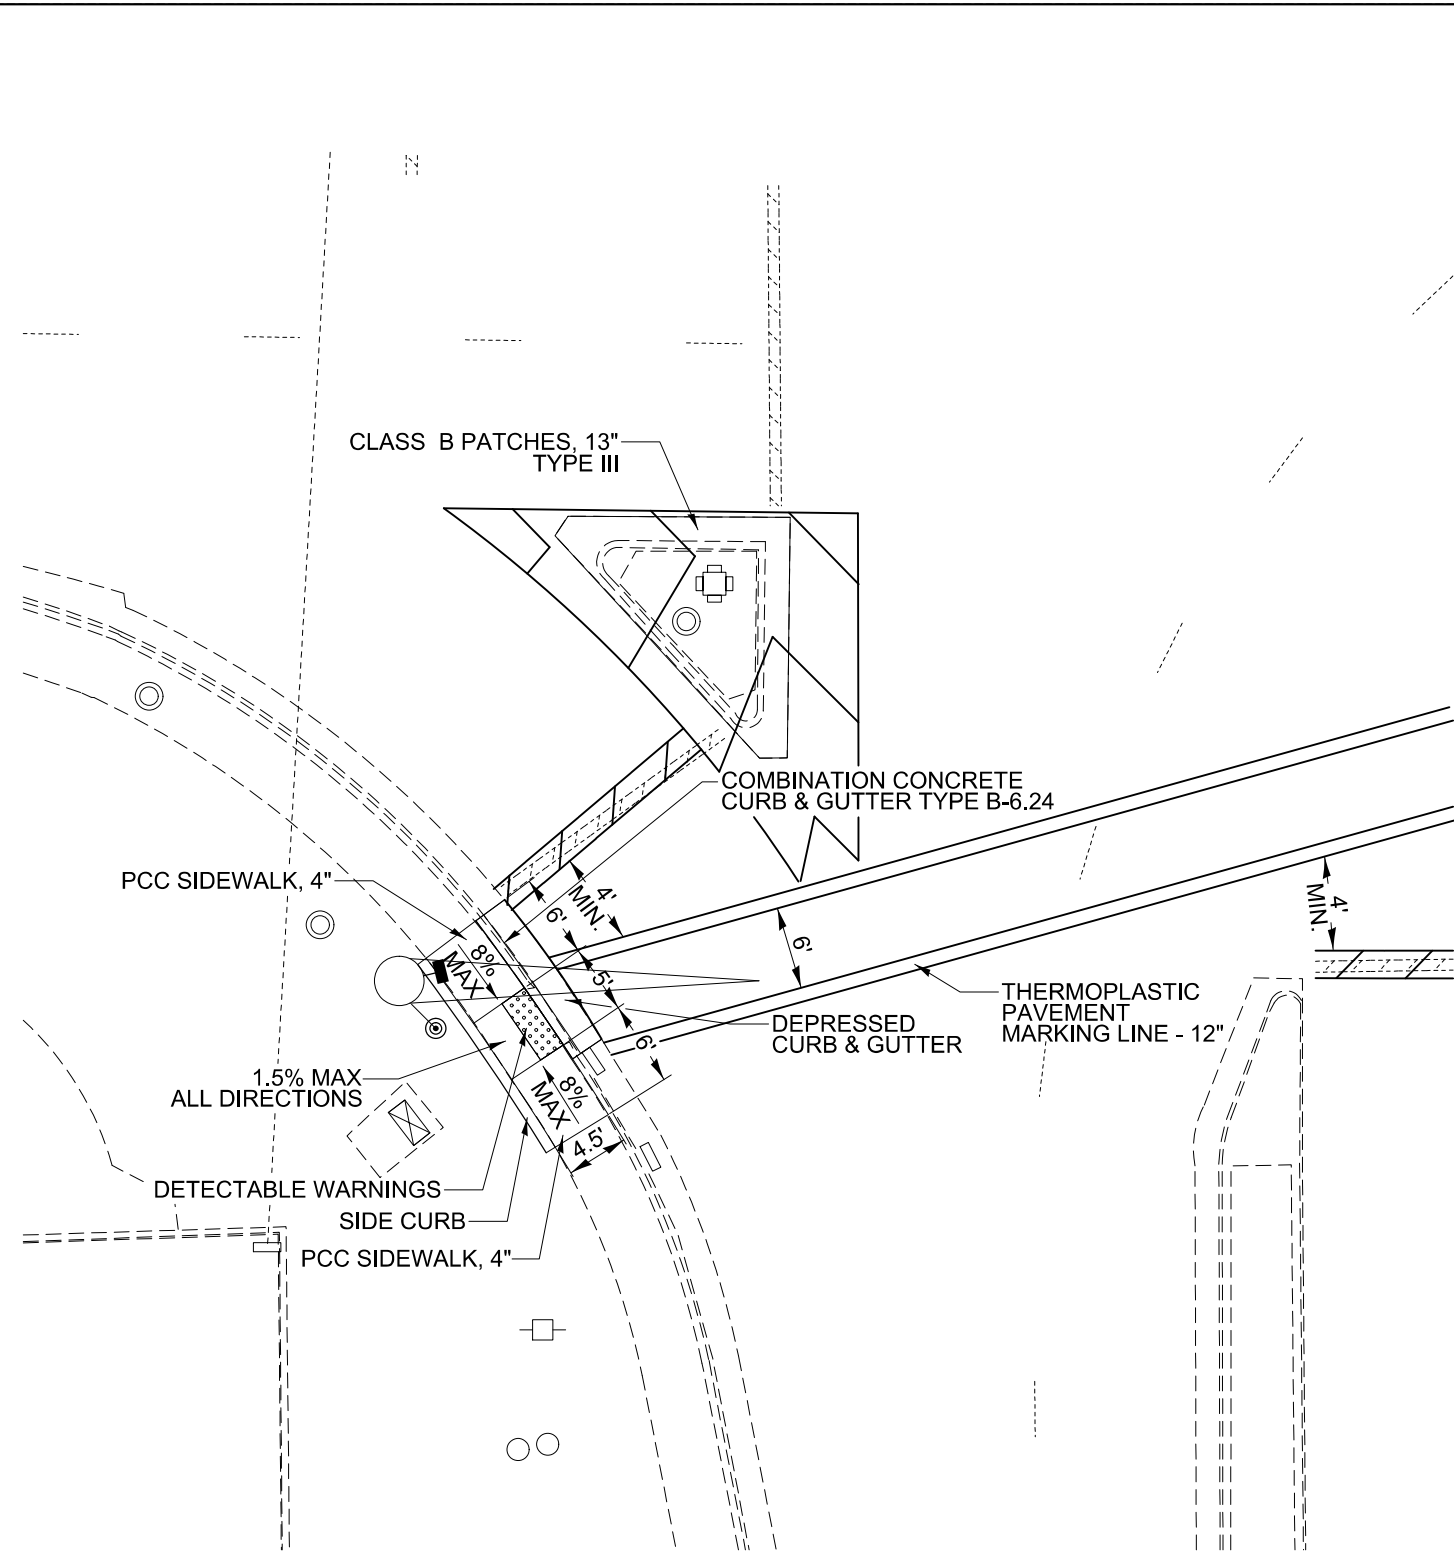 CLASS  B PATCHES, 13"
TYPE III
COMBINATION CONCRETE
CURB & GUTTER TYPE B-6.24
PCC SIDEWALK, 4"
4'
MIN.
6'
8%
MAX
5'
6'
6'
4'
MIN.
THERMOPLASTIC
PAVEMENT
MARKING LINE - 12"
DEPRESSED
CURB & GUTTER
1.5% MAX
ALL DIRECTIONS
8%
MAX
4.5'
DETECTABLE WARNINGS
SIDE CURB
PCC SIDEWALK, 4"